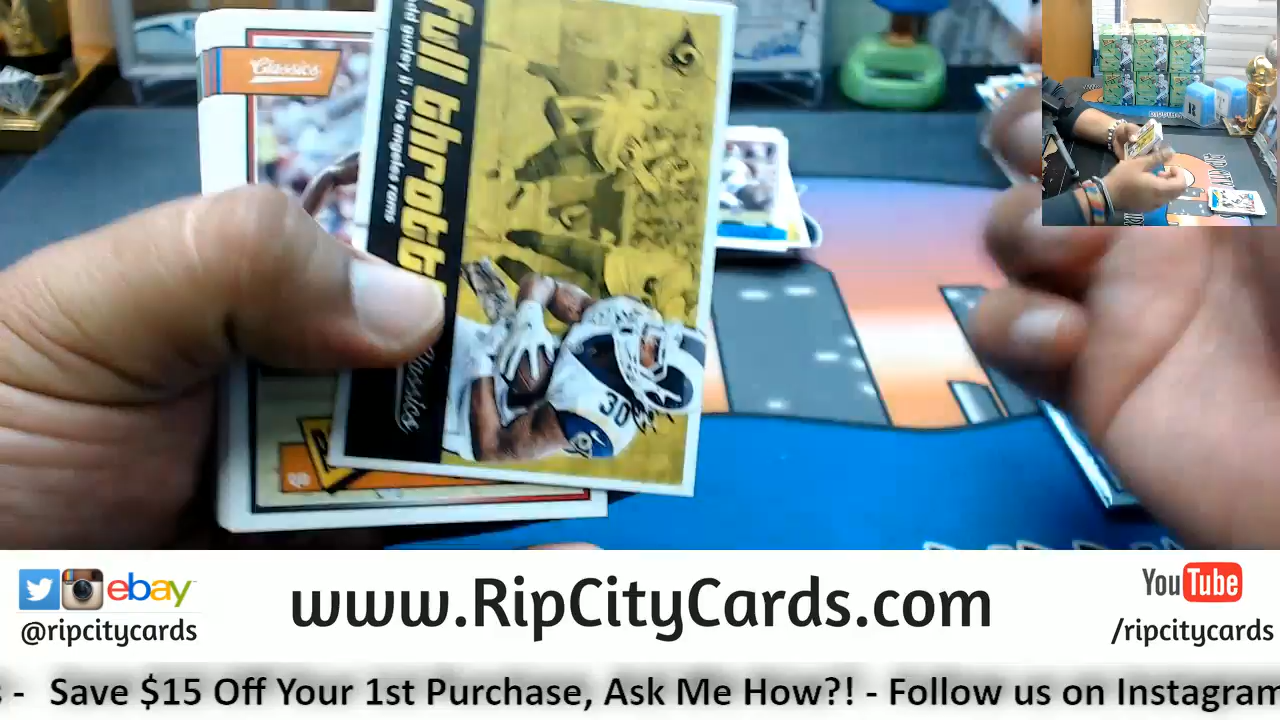 Classics
full thrott
odd gurley ii • los angeles rams
Classics
30
ebay
@ripcitycards
www.RipCityCards.com
YouTube
/ripcitycards
s - Save $15 Off Your 1st Purchase, Ask Me How?! - Follow us on Instagram